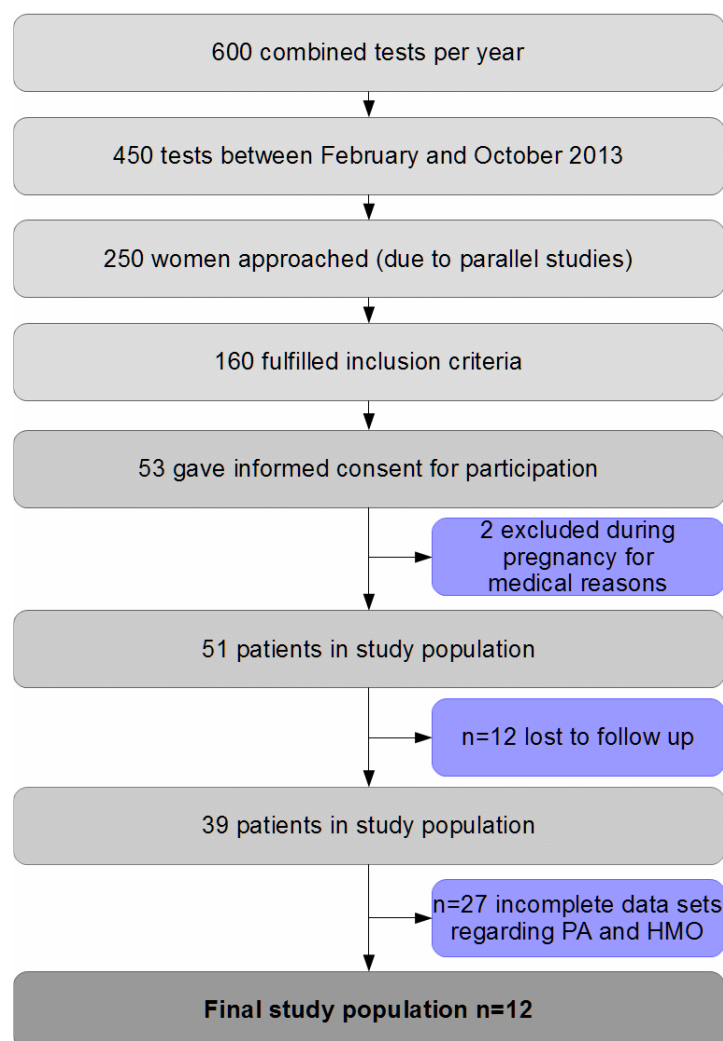 600 combined tests per year
450 tests between February and October 2013
250 women approached (due to parallel studies)
160 fulfilled inclusion criteria
53 gave informed consent for participation
2 excluded during
pregnancy for
medical reasons
51 patients in study population
n=12 lost to follow up
39 patients in study population
n=27 incomplete data sets
regarding PA and HMO
Final study population n=12